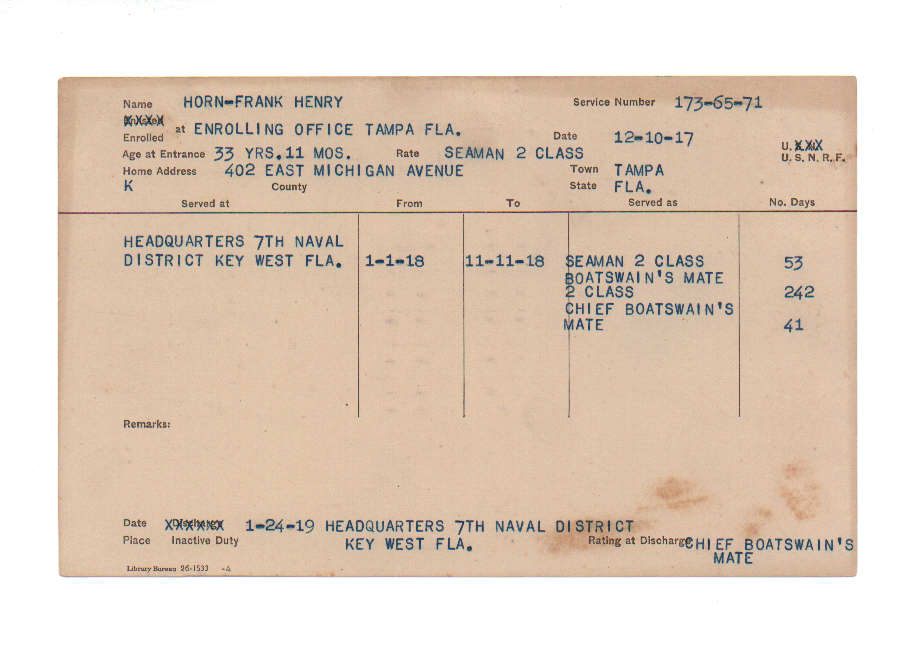 Name HORN-FRANK HENRY Service Number 173-65-71
Enrolled at ENROLLING OFFICE TAMPA FLA. Date 12-10-17
U. XXX
Age at Entrance 33 YRS.11 MOS. Rate SEAMAN 2 CLASS U. S. N. R. F.
Home Address 402 EAST MICHIGAN AVENUE Town TAMPA
K County State FLA.
Served at From To Served as No. Days
HEADQUARTERS 7TH NAVAL
DISTRICT KEY WEST FLA. 1-1-18 11-11-18 SEAMAN 2 CLASS 53
BOATSWAIN'S MATE
2 CLASS 242
CHIEF BOATSWAIN'S
MATE 41
Remarks:
Date XXXXXX 1-24-19 HEADQUARTERS 7TH NAVAL DISTRICT
Place Inactive Duty KEY WEST FLA. Rating at Discharge CHIEF BOATSWAIN'S
MATE
Library Bureau 26-1533 -A